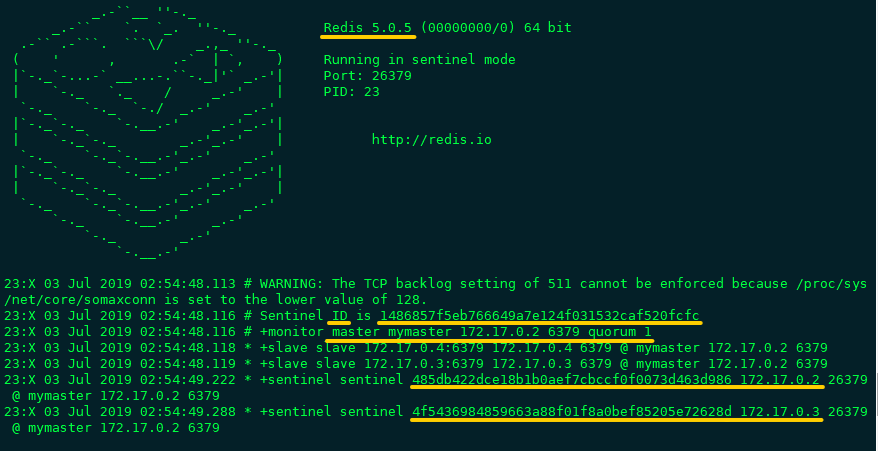 Redis 5.0.5 (00000000/0) 64 bit
Running in sentinel mode
Port: 26379
PID: 23
http://redis.io
23:X 03 Jul 2019 02:54:48.113 # WARNING: The TCP backlog setting of 511 cannot be enforced because /proc/sys
/net/core/somaxconn is set to the lower value of 128.
23:X 03 Jul 2019 02:54:48.116 # Sentinel ID is 1486857f5eb766649a7e124f031532caf520fcfc
23:X 03 Jul 2019 02:54:48.116 # +monitor master mymaster 172.17.0.2 6379 quorum 1
23:X 03 Jul 2019 02:54:48.118 * +slave slave 172.17.0.4:6379 172.17.0.4 6379 @ mymaster 172.17.0.2 6379
23:X 03 Jul 2019 02:54:48.119 * +slave slave 172.17.0.3:6379 172.17.0.3 6379 @ mymaster 172.17.0.2 6379
23:X 03 Jul 2019 02:54:49.222 * +sentinel sentinel 485db422dce18b1b0aef7cbccf0f0073d463d986 172.17.0.2 26379
@ mymaster 172.17.0.2 6379
23:X 03 Jul 2019 02:54:49.288 * +sentinel sentinel 4f5436984859663a88f01f8a0bef85205e72628d 172.17.0.3 26379
@ mymaster 172.17.0.2 6379